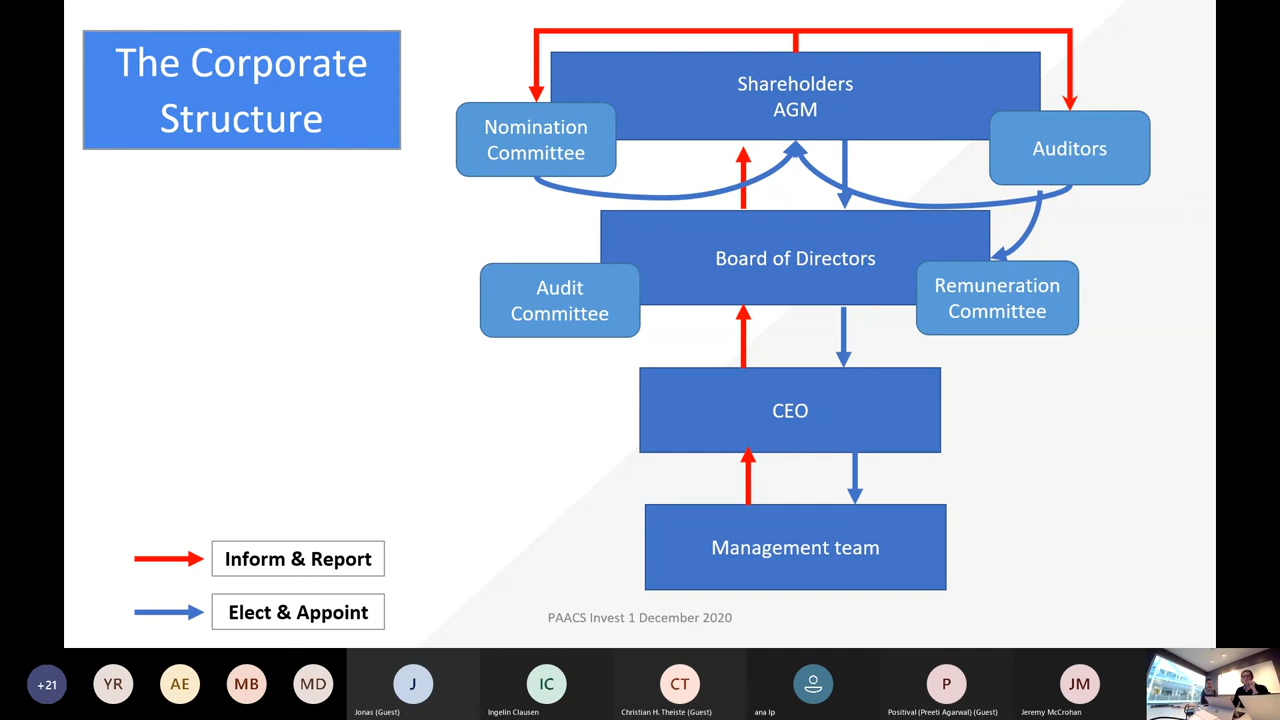 The Corporate
Structure
Shareholders
AGM
Nomination
Committee
Auditors
Board of Directors
Audit
Committee
Remuneration
Committee
CEO
Management team
Inform & Report
Elect & Appoint
PAACS Invest 1 December 2020
+21
YR
AE
MB
MD
J
IC
CT
P
JM
Jonas (Guest)
Ingelin Clausen
Christian H. Theiste (Guest)
ana lp
Positival (Preeti Agarwal) (Guest)
Jeremy McCrohan